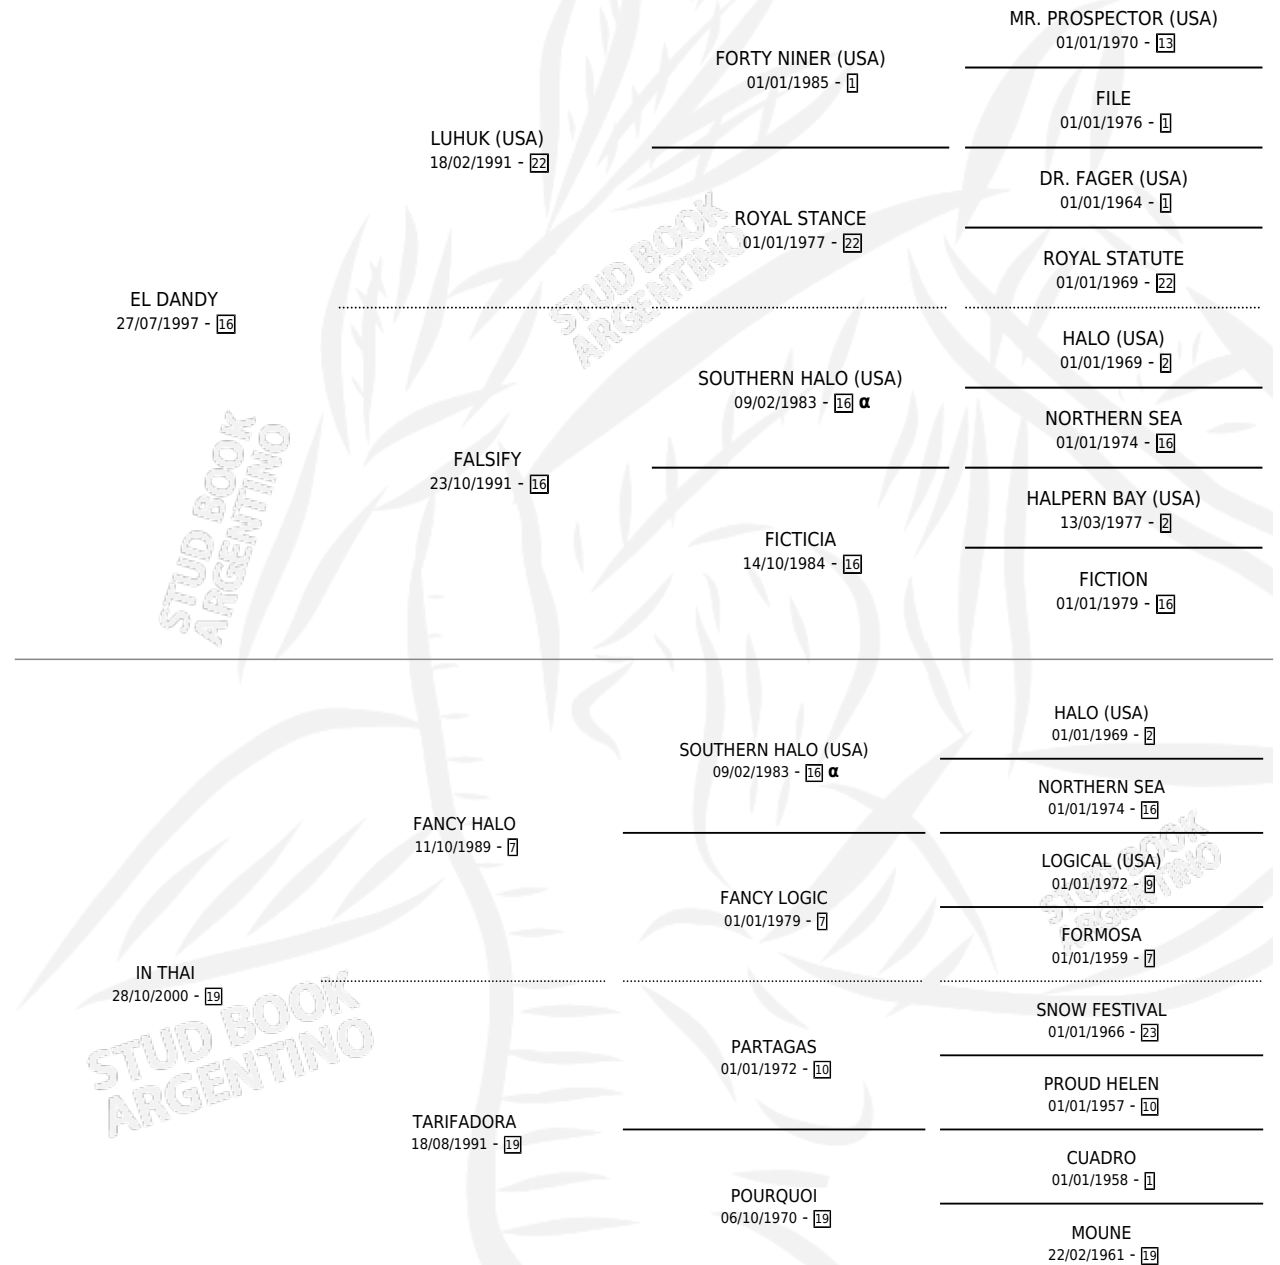 MR. PROSPECTOR (USA)
01/01/1970 - 13
FORTY NINER (USA)
01/01/1985 - 1
FILE
01/01/1976 - 1
LUHUK (USA)
18/02/1991 - 22
DR. FAGER (USA)
01/01/1964 - 1
ROYAL STANCE
01/01/1977 - 22
ROYAL STATUTE
01/01/1969 - 22
EL DANDY
27/07/1997 - 16
HALO (USA)
01/01/1969 - 2
SOUTHERN HALO (USA)
09/02/1983 - 16 α
NORTHERN SEA
01/01/1974 - 16
FALSIFY
23/10/1991 - 16
HALPERN BAY (USA)
13/03/1977 - 2
FICTICIA
14/10/1984 - 16
FICTION
01/01/1979 - 16
HALO (USA)
01/01/1969 - 2
SOUTHERN HALO (USA)
09/02/1983 - 16 α
NORTHERN SEA
01/01/1974 - 16
FANCY HALO
11/10/1989 - 7
LOGICAL (USA)
01/01/1972 - 9
FANCY LOGIC
01/01/1979 - 7
FORMOSA
01/01/1959 - 7
IN THAI
28/10/2000 - 19
SNOW FESTIVAL
01/01/1966 - 23
PARTAGAS
01/01/1972 - 10
PROUD HELEN
01/01/1957 - 10
TARIFADORA
18/08/1991 - 19
CUADRO
01/01/1958 - 1
POURQUOI
06/10/1970 - 19
MOUNE
22/02/1961 - 19
STUD BOOK
ARGENTINO
STUD BOOK
ARGENTINO
STUD BOOK
ARGENTINO
STUD BOOK
ARGENTINO